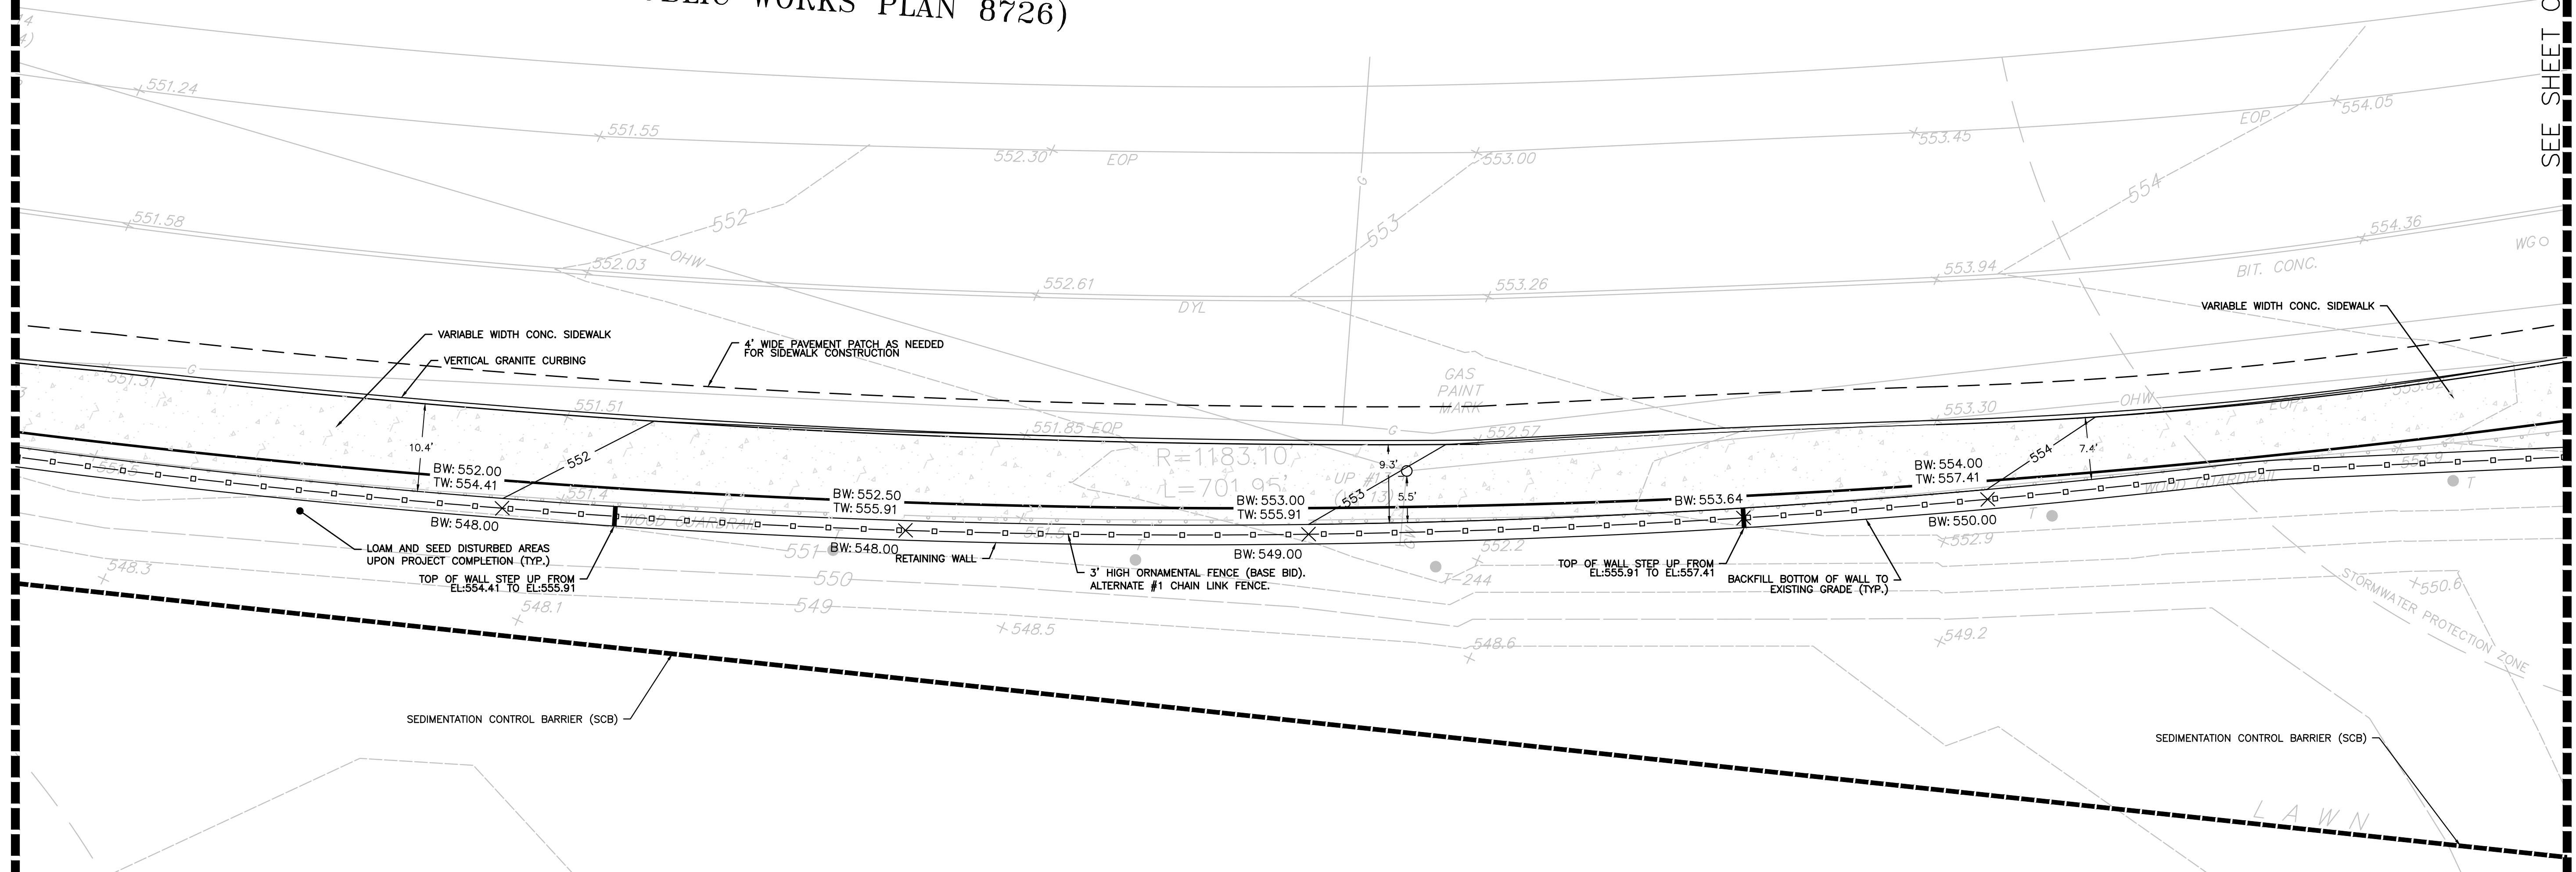 PUBLIC WORKS PLAN 8726)
SEE SHEET
551.24
551.55
552.30
EOP
553.00
553.45
EOP
554.05
551.58
552
552.03
OHW
552.61
DYL
G
553
553.26
553.94
554
554.36
BIT. CONC.
WG
VARIABLE WIDTH CONC. SIDEWALK
VERTICAL GRANITE CURBING
4' WIDE PAVEMENT PATCH AS NEEDED
FOR SIDEWALK CONSTRUCTION
VARIABLE WIDTH CONC. SIDEWALK
GAS
PAINT
MARK
551.31
G
551.51
551.85 EOP
G
552.57
553.30
OHW
EOP
10.4'
552
R=1183.10'
L=701.95'
9.3'
5.5'
553
554
7.4'
BW: 552.00
TW: 554.41
BW: 548.00
551.4
WOOD GUARDRAIL
BW: 552.50
TW: 555.91
BW: 548.00
BW: 553.00
TW: 555.91
BW: 549.00
BW: 553.64
BW: 554.00
TW: 557.41
BW: 550.00
WOOD GUARDRAIL
553.9
T
T
LOAM AND SEED DISTURBED AREAS
UPON PROJECT COMPLETION (TYP.)
TOP OF WALL STEP UP FROM
EL:554.41 TO EL:555.91
RETAINING WALL
3' HIGH ORNAMENTAL FENCE (BASE BID).
ALTERNATE #1 CHAIN LINK FENCE.
TOP OF WALL STEP UP FROM
EL:555.91 TO EL:557.41
BACKFILL BOTTOM OF WALL TO
EXISTING GRADE (TYP.)
551
550
549
T-244
552.2
552.9
548.3
548.1
548.5
548.6
549.2
550.6
STORMWATER PROTECTION ZONE
SEDIMENTATION CONTROL BARRIER (SCB)
SEDIMENTATION CONTROL BARRIER (SCB)
LAWN